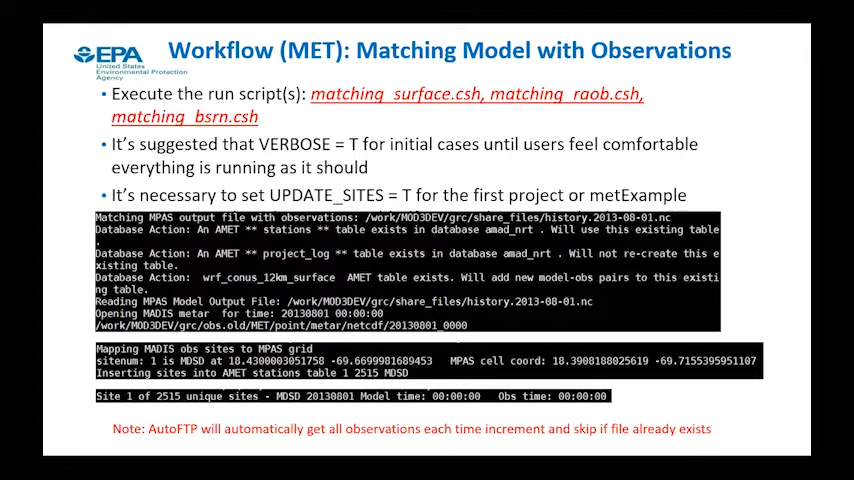 EPA
United States
Environmental Protection
Agency
Workflow (MET): Matching Model with Observations
• Execute the run script(s): matching_surface.csh, matching_raob.csh,
matching_bsrn.csh
• It's suggested that VERBOSE = T for initial cases until users feel comfortable
everything is running as it should
• It's necessary to set UPDATE_SITES = T for the first project or metExample
Matching MPAS output file with observations: /work/MOD3DEV/grc/share_files/history.2013-08-01.nc
Database Action: An AMET ** stations ** table exists in database amad_nrt . Will use this existing table
.
Database Action: An AMET ** project_log ** table exists in database amad_nrt . Will not re-create this e
xisting table.
Database Action:  wrf_conus_12km_surface  AMET table exists. Will add new model-obs pairs to this existi
ng table.
Reading MPAS Model Output File: /work/MOD3DEV/grc/share_files/history.2013-08-01.nc
Opening MADIS metar  for time: 20130801 00:00:00
/work/MOD3DEV/grc/obs.old/MET/point/metar/netcdf/20130801_0000
Mapping MADIS obs sites to MPAS grid
sitenum: 1 is MDSD at 18.4300003051758 -69.6699981689453   MPAS cell coord: 18.3908188025619 -69.7155395951107
Inserting sites into AMET stations table 1 2515 MDSD
Site 1 of 2515 unique sites - MDSD 20130801 Model time: 00:00:00   Obs time: 00:00:00
Note: AutoFTP will automatically get all observations each time increment and skip if file already exists